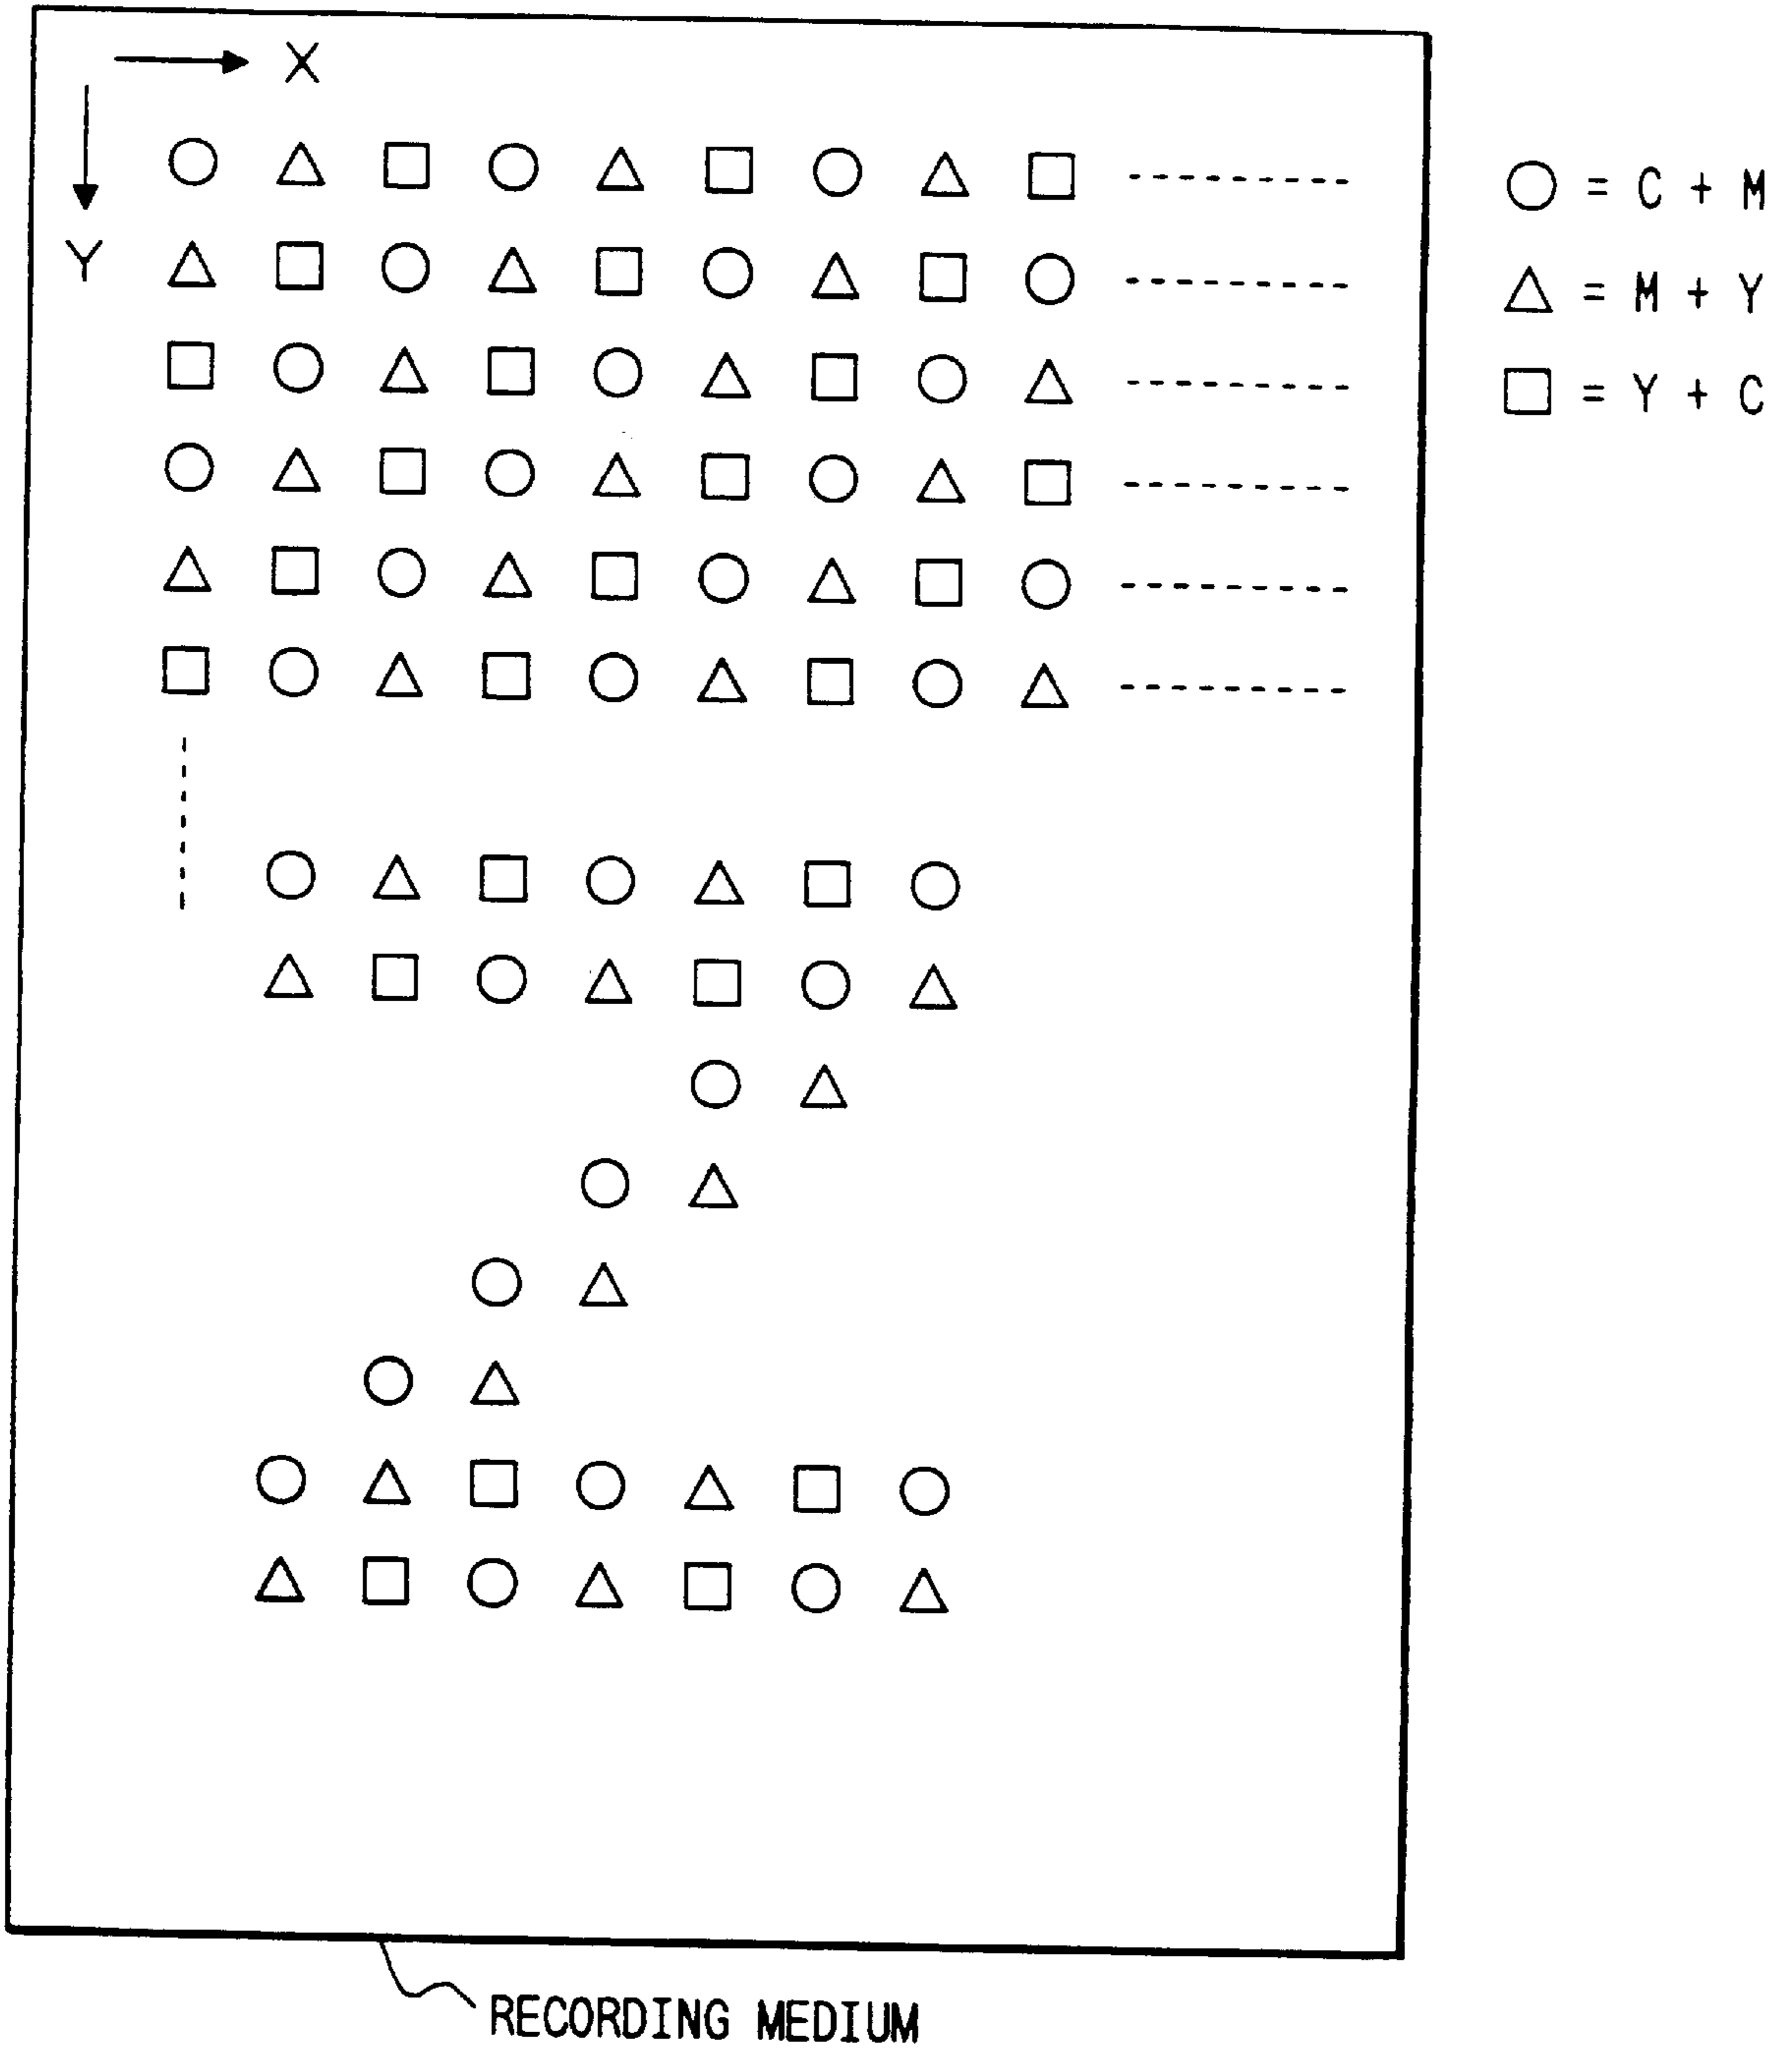 X
Y
○ = C + M
△ = M + Y
□ = Y + C
RECORDING MEDIUM